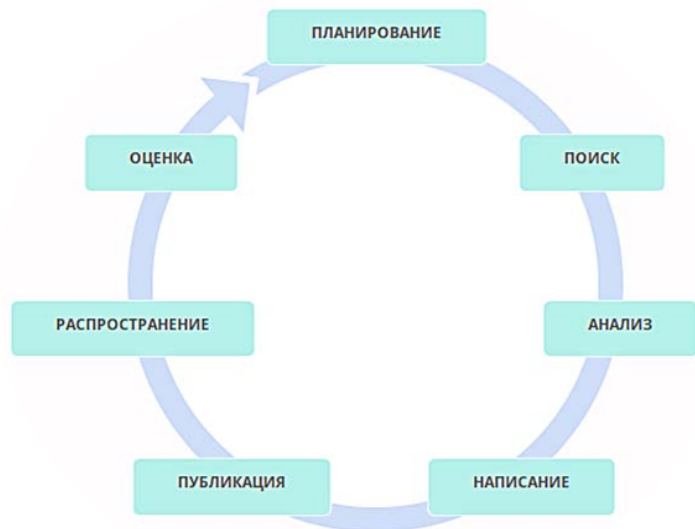 ПЛАНИРОВАНИЕ
ОЦЕНКА
ПОИСК
РАСПРОСТРАНЕНИЕ
АНАЛИЗ
ПУБЛИКАЦИЯ
НАПИСАНИЕ